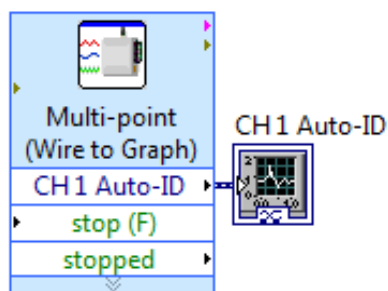 Multi-point
(Wire to Graph)
CH 1 Auto-ID
CH 1 Auto-ID
stop (F)
stopped